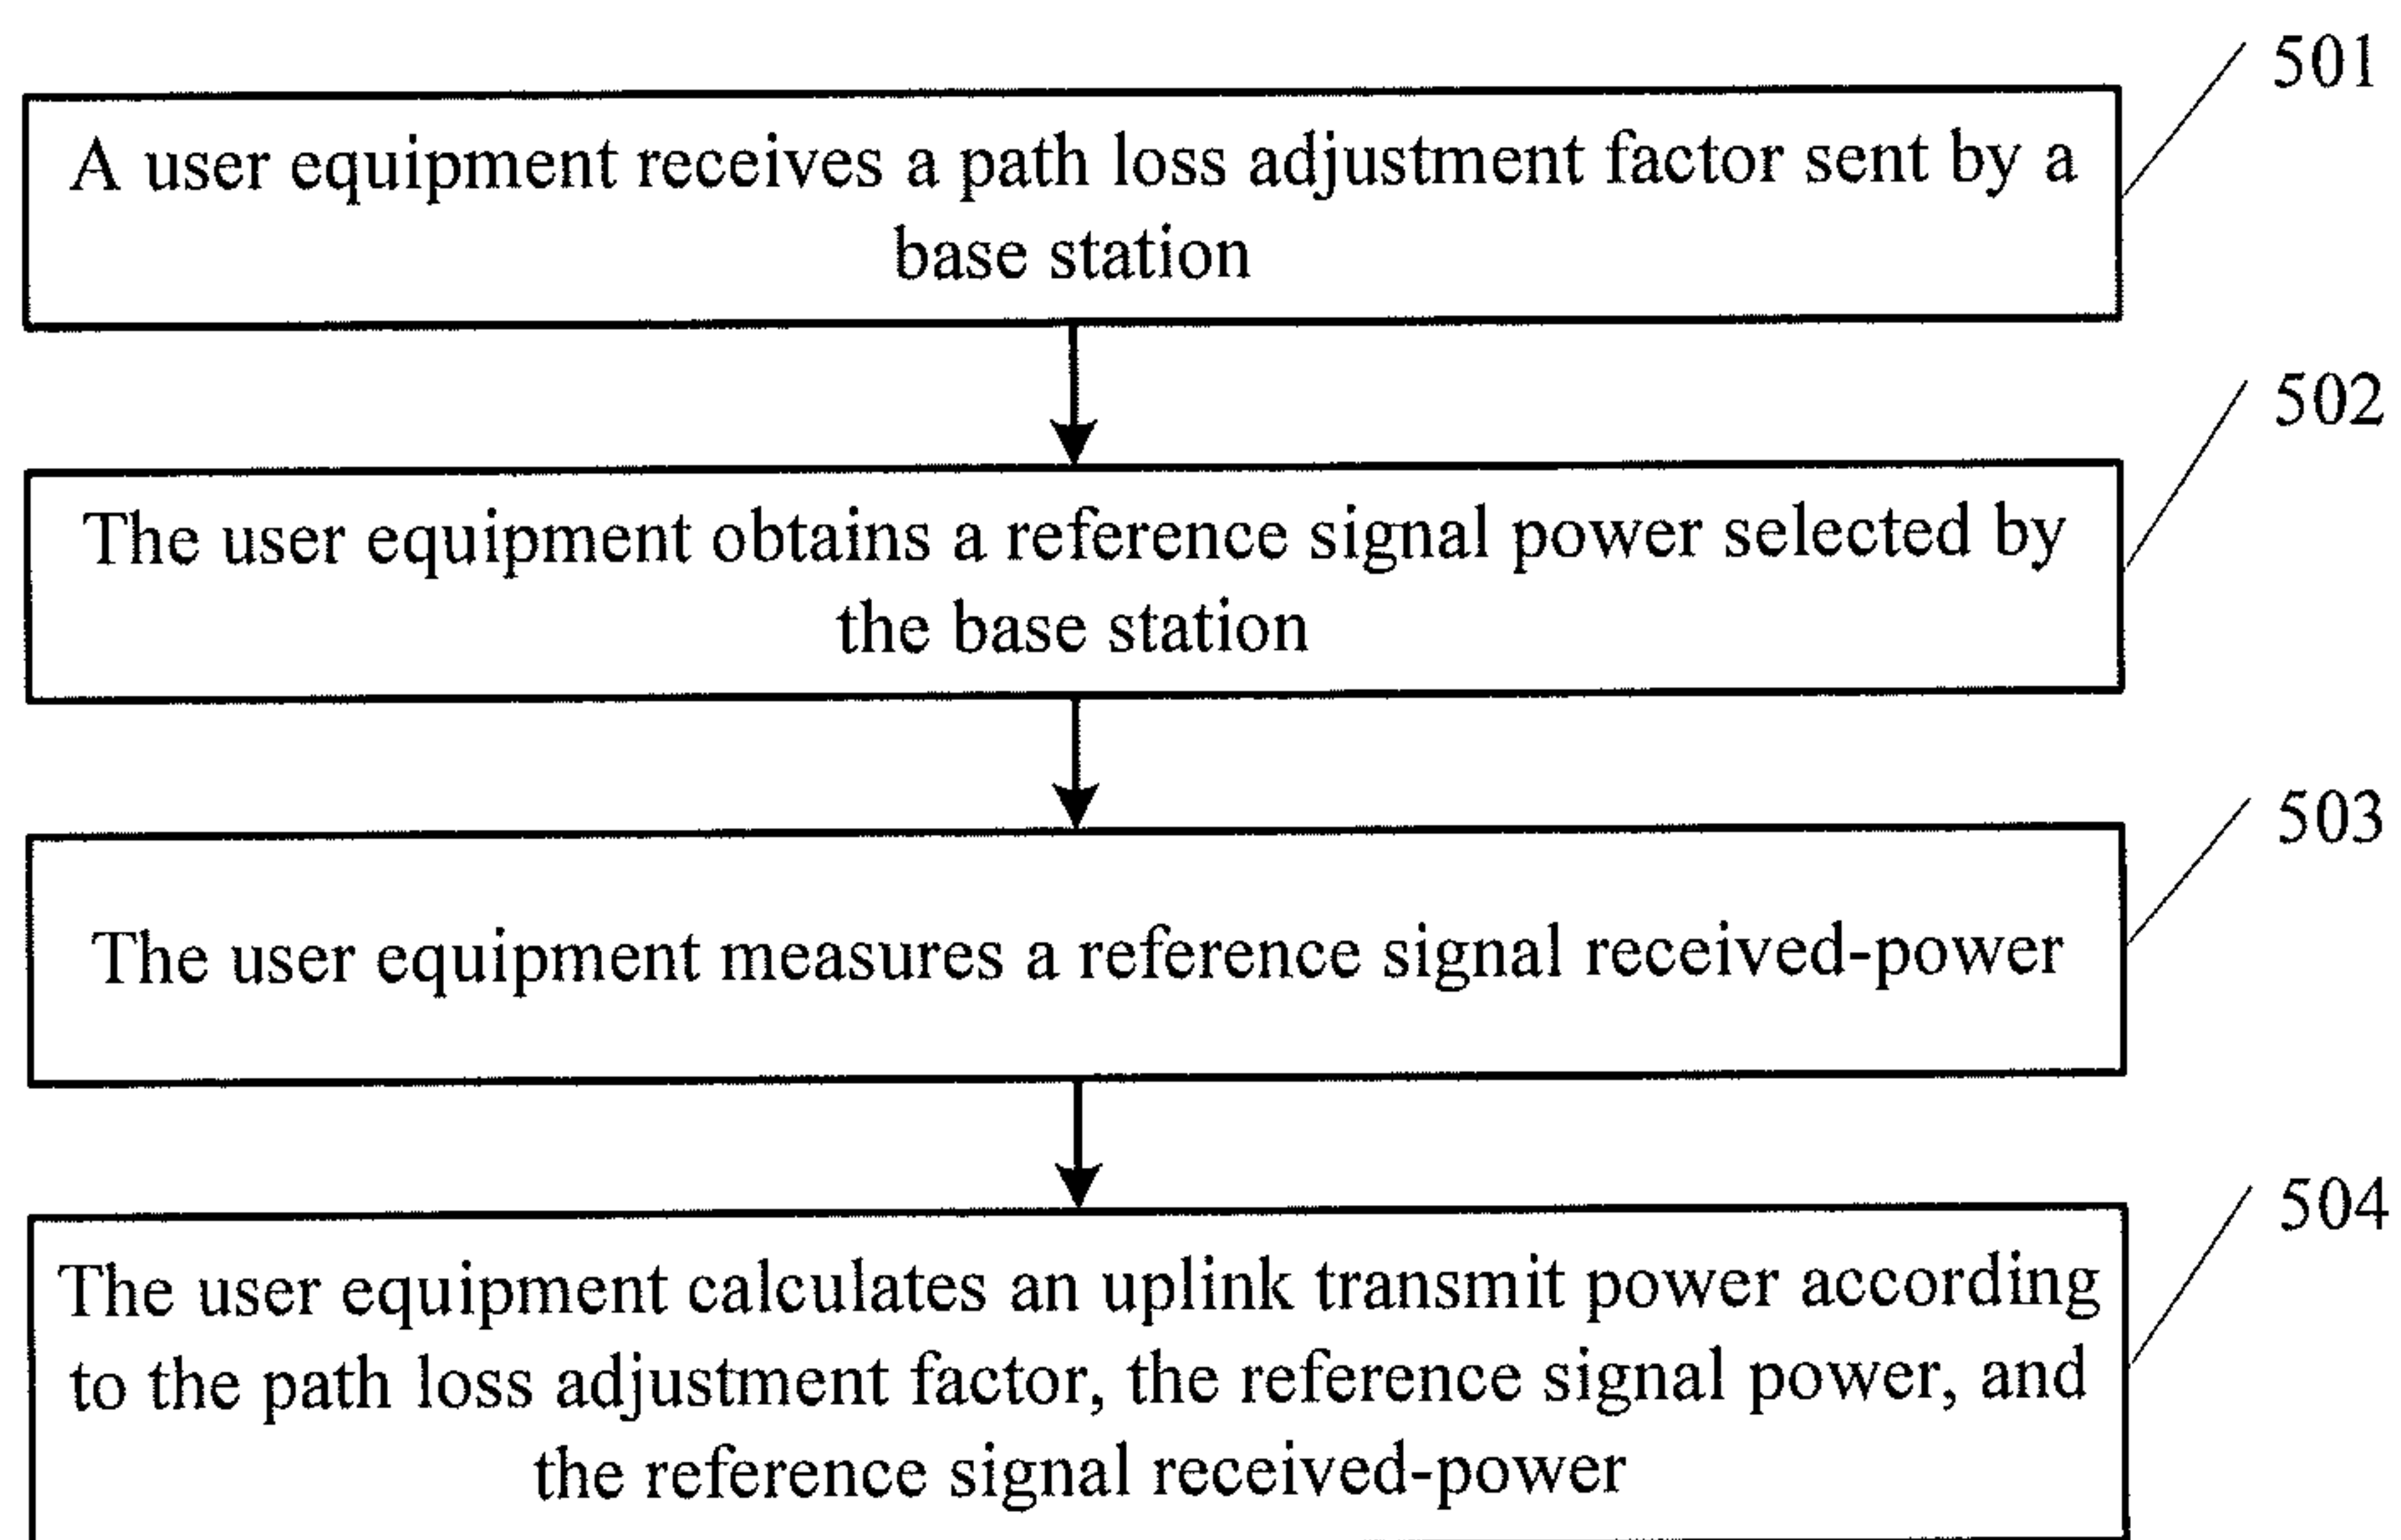 501
A user equipment receives a path loss adjustment factor sent by a
base station
502
The user equipment obtains a reference signal power selected by
the base station
503
The user equipment measures a reference signal received-power
504
The user equipment calculates an uplink transmit power according
to the path loss adjustment factor, the reference signal power, and
the reference signal received-power